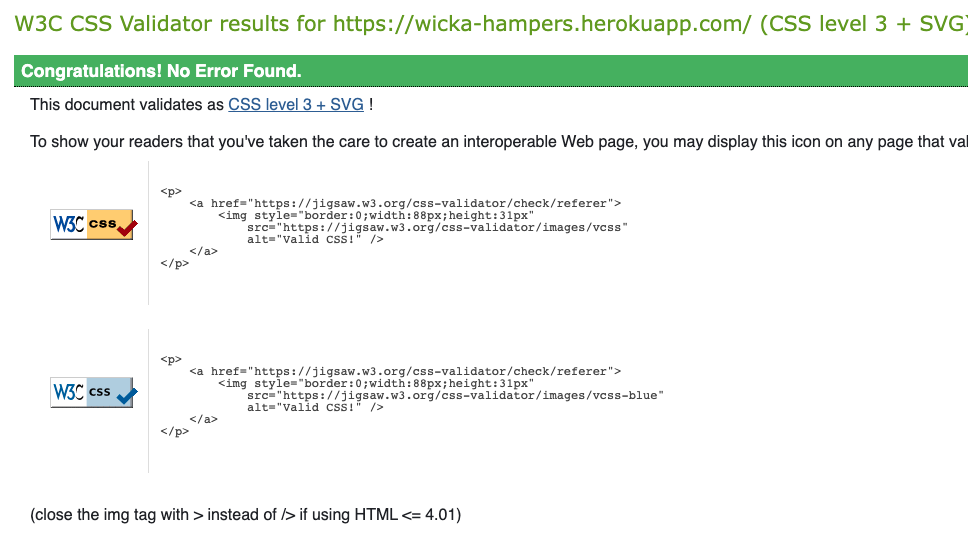 W3C CSS Validator results for https://wicka-hampers.herokuapp.com/ (CSS level 3 + SVG)
Congratulations! No Error Found.
This document validates as CSS level 3 + SVG !
To show your readers that you've taken the care to create an interoperable Web page, you may display this icon on any page that val
<p>
    <a href="https://jigsaw.w3.org/css-validator/check/referer">
        <img style="border:0;width:88px;height:31px"
            src="https://jigsaw.w3.org/css-validator/images/vcss"
            alt="Valid CSS!" />
W3C css
    </a>
</p>
<p>
    <a href="https://jigsaw.w3.org/css-validator/check/referer">
        <img style="border:0;width:88px;height:31px"
            src="https://jigsaw.w3.org/css-validator/images/vcss-blue"
            alt="Valid CSS!" />
W3C css
    </a>
</p>
(close the img tag with > instead of /> if using HTML <= 4.01)